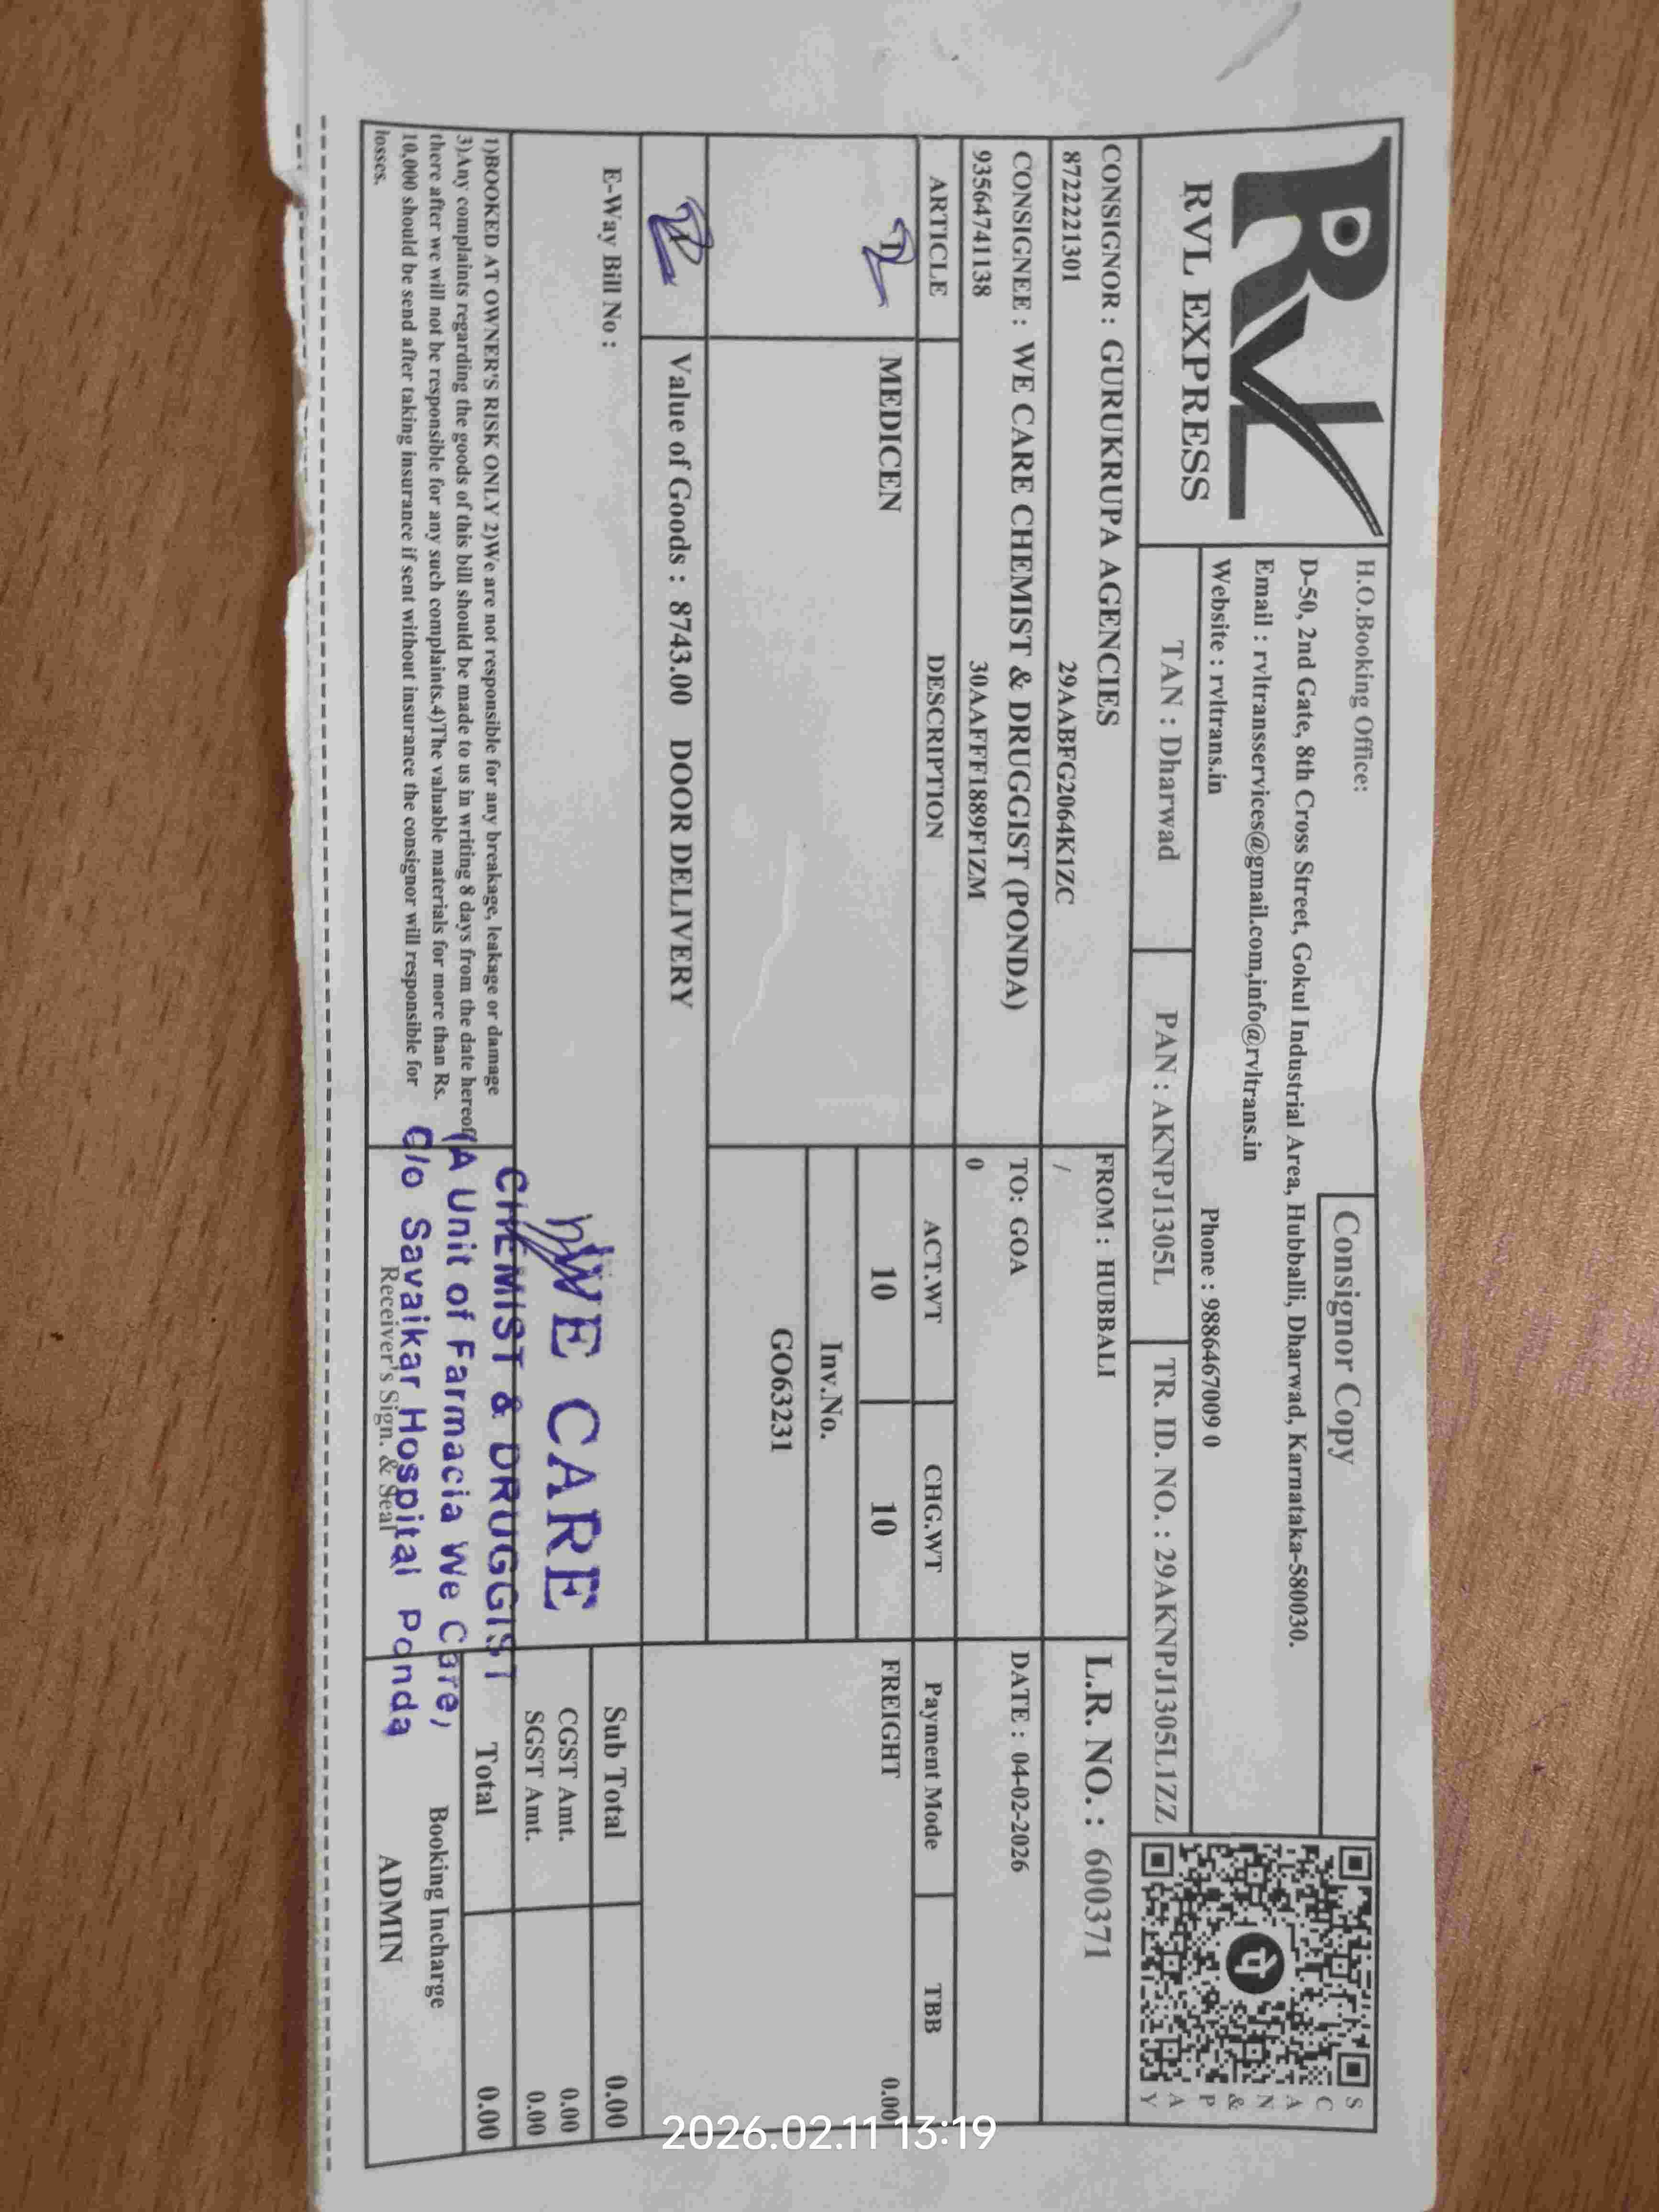 RVL
RVL EXPRESS
H.O.Booking Office:
Consignor Copy
D-50, 2nd Gate, 8th Cross Street, Gokul Industrial Area, Hubballi, Dharwad, Karnataka-580030.
Email : rvltransservices@gmail.com,info@rvltrans.in
Website : rvltrans.in Phone : 9886467009 0
SCAN & PAY
TAN : Dharwad PAN : AKNPJ1305L TR. ID. NO. : 29AKNPJ1305L1ZZ
CONSIGNOR : GURUKRUPA AGENCIES FROM : HUBBALI L.R. NO. : 600371
8722221301 29AABFG2064K1ZC /
CONSIGNEE : WE CARE CHEMIST & DRUGGIST (PONDA) TO: GOA DATE : 04-02-2026
9356474138 30AAFFF1889F1ZM 0
ARTICLE DESCRIPTION ACT.WT CHG.WT Payment Mode TBB
MEDICEN 10 10 FREIGHT 0.00
Inv.No.
GO63231
Value of Goods : 8743.00 DOOR DELIVERY
E-Way Bill No :
Sub Total 0.00
CGST Amt. 0.00
SGST Amt. 0.00
Total 0.00
WE CARE
CHEMIST & DRUGGIST
(A Unit of Farmacia We Care,
C/o Savaikar Hospital Ponda
1)BOOKED AT OWNER'S RISK ONLY 2)We are not responsible for any breakage, leakage or damage
3)Any complaints regarding the goods of this bill should be made to us in writing 8 days from the date hereof
there after we will not be responsible for any such complaints.4)The valuable materials for more than Rs.
10,000 should be send after taking insurance if sent without insurance the consignor will responsible for
losses.
Receiver's Sign. & Seal
Booking Incharge
ADMIN
2026.02.11 13:19